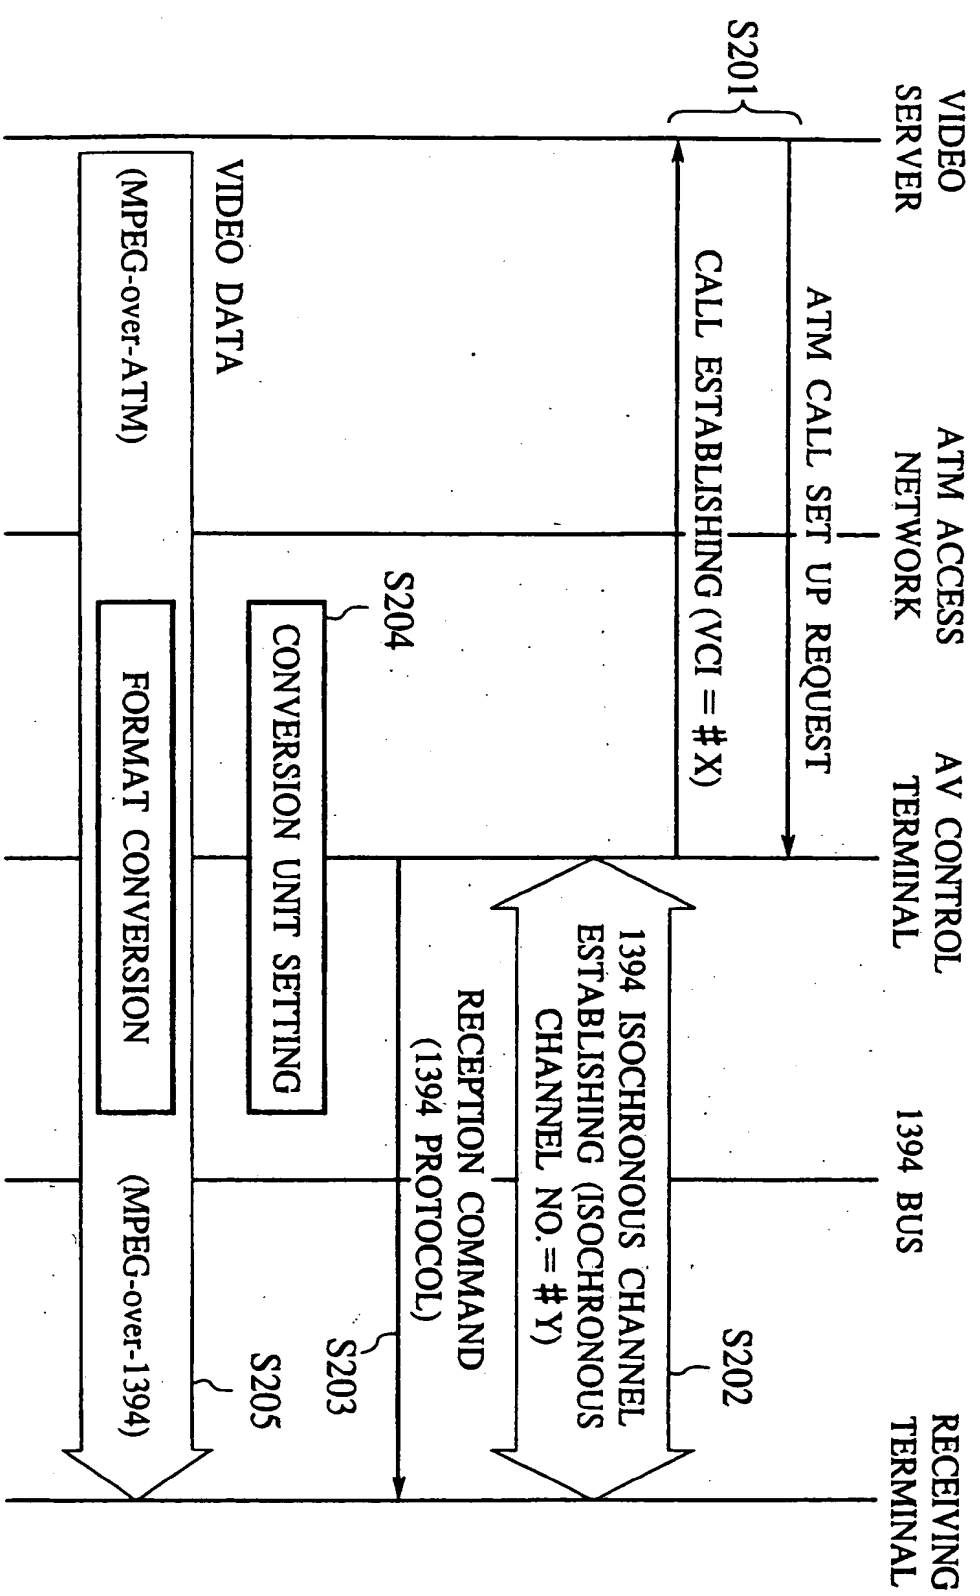 VIDEO
SERVER
ATM ACCESS
NETWORK
AV CONTROL
TERMINAL
1394 BUS
RECEIVING
TERMINAL
S201
ATM CALL SET UP REQUEST
CALL ESTABLISHING (VCI = #X)
1394 ISOCHRONOUS CHANNEL
ESTABLISHING (ISOCHRONOUS
CHANNEL NO. = #Y)
S202
RECEPTION COMMAND
(1394 PROTOCOL)
S203
S204
CONVERSION UNIT SETTING
VIDEO DATA
S205
(MPEG-over-ATM)
FORMAT CONVERSION
(MPEG-over-1394)